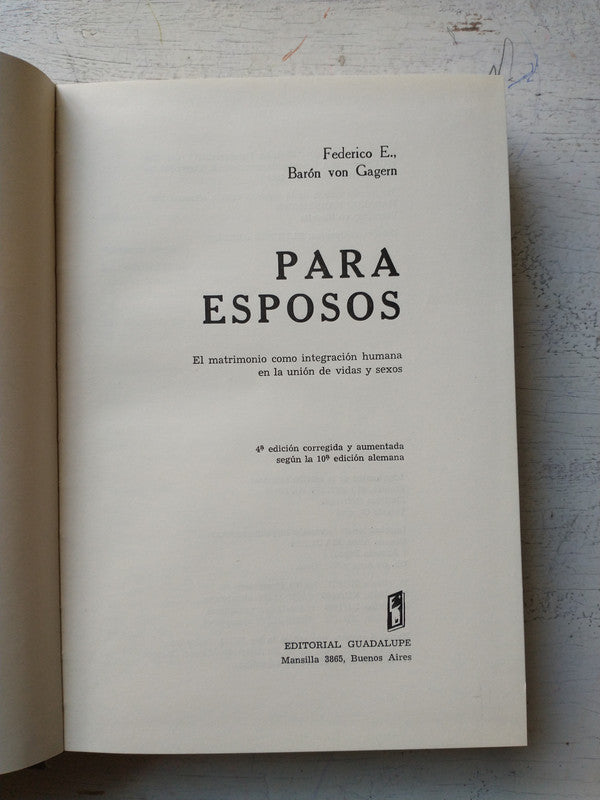 Federico E.,
Barón von Gagern
PARA
ESPOSOS
El matrimonio como integración humana
en la unión de vidas y sexos
4ª edición corregida y aumentada
según la 10ª edición alemana
EDITORIAL GUADALUPE
Mansilla 3865, Buenos Aires